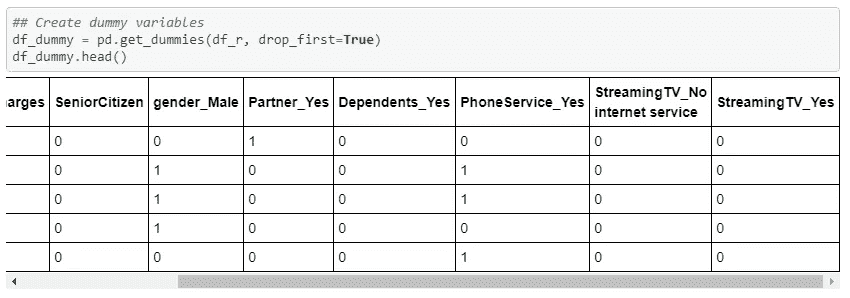 ## Create dummy variables
df_dummy = pd.get_dummies(df_r, drop_first=True)
df_dummy.head()
arges SeniorCitizen gender_Male Partner_Yes Dependents_Yes PhoneService_Yes StreamingTV_No internet service StreamingTV_Yes
0 0 1 0 0 0 0
0 1 0 0 1 0 0
0 1 0 0 1 0 0
0 1 0 0 0 0 0
0 0 0 0 1 0 0